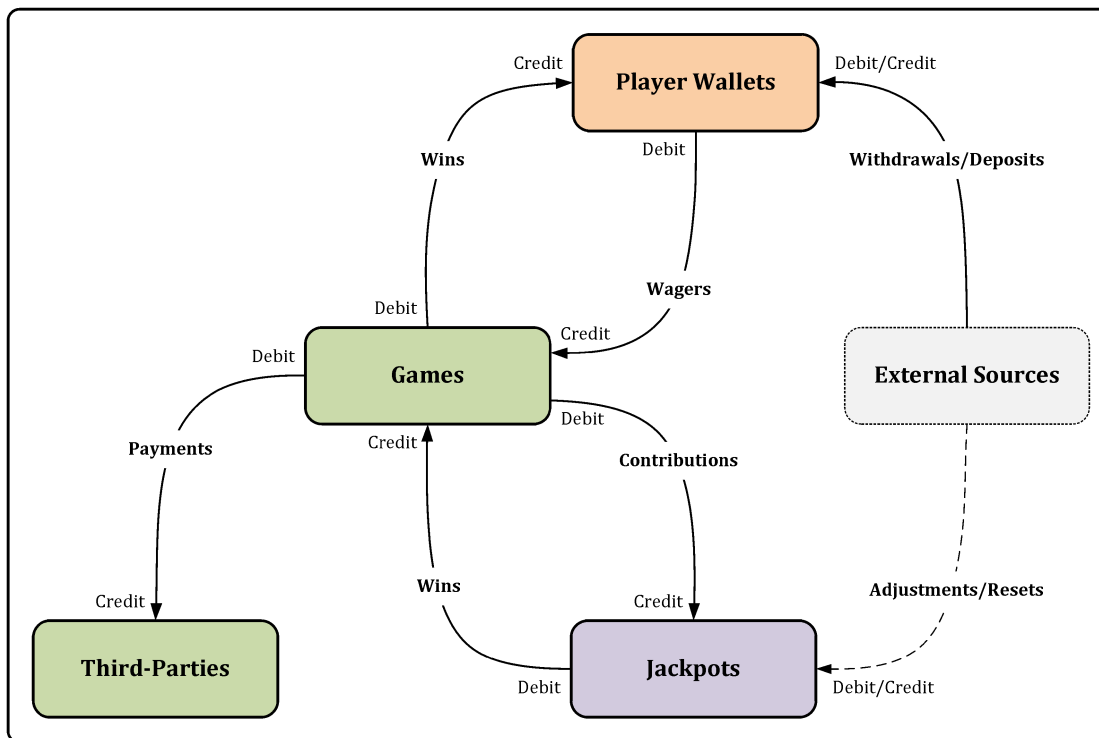 Credit
Player Wallets
Debit/Credit
Debit
Wins
Withdrawals/Deposits
Wagers
Debit
Credit
Debit
Games
External Sources
Debit
Credit
Payments
Contributions
Wins
Adjustments/Resets
Credit
Credit
Third-Parties
Jackpots
Debit
Debit/Credit